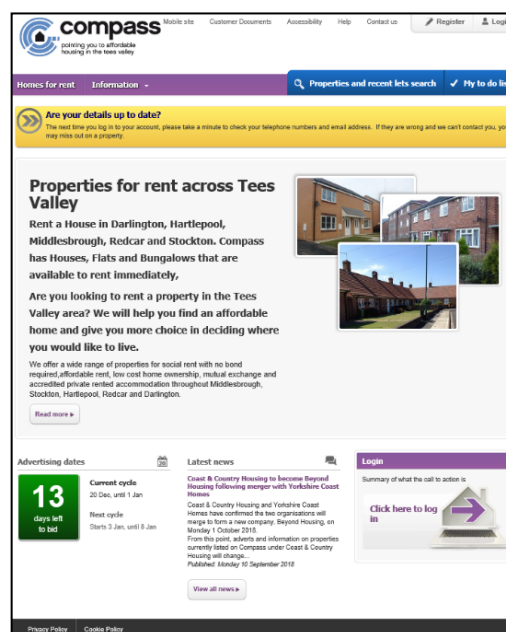 compass
pointing you to affordable
housing in the tees valley
Mobile site Customer Documents Accessibility Help Contact us Register Logi
Homes for rent Information Properties and recent lets search My to do lis
Are your details up to date?
The next time you log in to your account, please take a minute to check your telephone numbers and email address. If they are wrong and we can't contact you, you
may miss out on a property.
Properties for rent across Tees
Valley
Rent a House in Darlington, Hartlepool,
Middlesbrough, Redcar and Stockton. Compass
has Houses, Flats and Bungalows that are
available to rent immediately,
Are you looking to rent a property in the Tees
Valley area? We will help you find an affordable
home and give you more choice in deciding where
you would like to live.
We offer a wide range of properties for social rent with no bond
required,affordable rent, low cost home ownership, mutual exchange and
accredited private rented accommodation throughout Middlesbrough,
Stockton, Hartlepool, Redcar and Darlington.
Read more
Advertising dates
13
days left
to bid
Current cycle
20 Dec, until 1 Jan
Next cycle
Starts 3 Jan, until 8 Jan
Latest news
Coast & Country Housing to become Beyond
Housing following merger with Yorkshire Coast
Homes
Coast & Country Housing and Yorkshire Coast
Homes have confirmed the two organisations will
merge to form a new company, Beyond Housing, on
Monday 1 October 2018.
From this point, adverts and information on properties
currently listed on Compass under Coast & Country
Housing will change...
Published: Monday 10 September 2018
View all news
Login
Summary of what the call to action is
Click here to log
in
Privacy Policy Cookie Policy